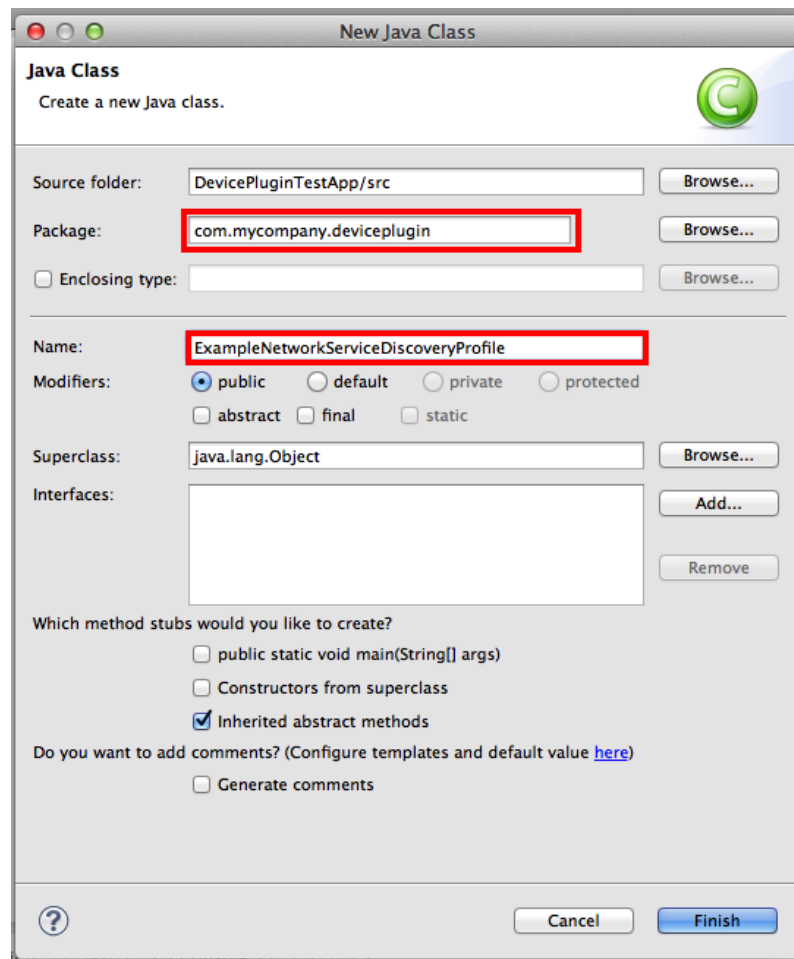 New Java Class
Java Class
Create a new Java class.
C
Source folder: DevicePluginTestApp/src Browse...
Package: com.mycompany.deviceplugin Browse...
Enclosing type: Browse...
Name: ExampleNetworkServiceDiscoveryProfile
Modifiers: public default private protected
abstract final static
Superclass: java.lang.Object Browse...
Interfaces: Add...
Remove
Which method stubs would you like to create?
public static void main(String[] args)
Constructors from superclass
Inherited abstract methods
Do you want to add comments? (Configure templates and default value here)
Generate comments
? Cancel Finish